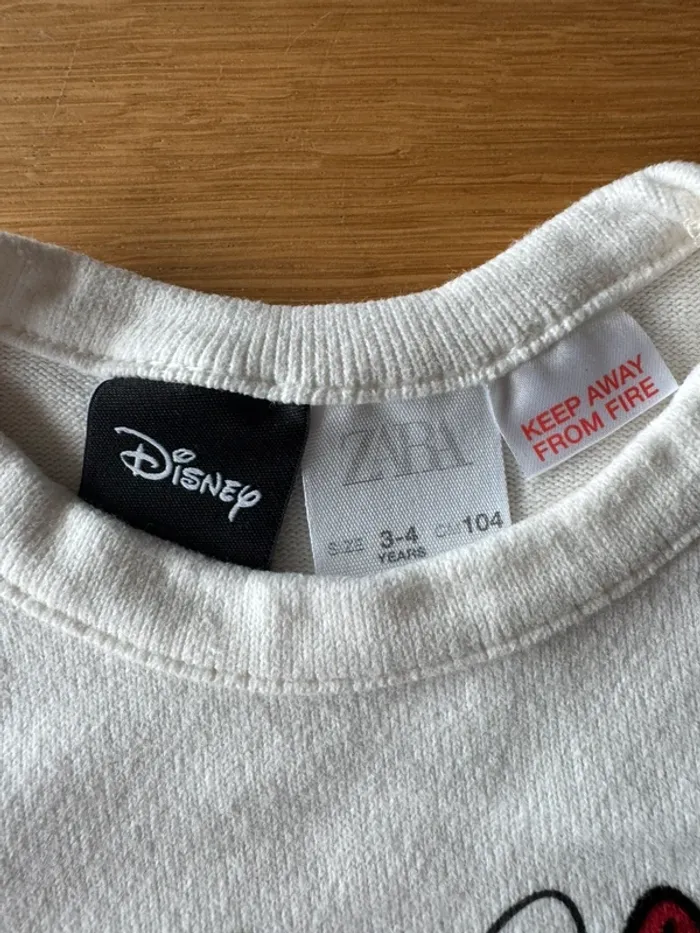 Disney
ZARA
SIZE 3-4 CM 104
YEARS
KEEP AWAY
FROM FIRE